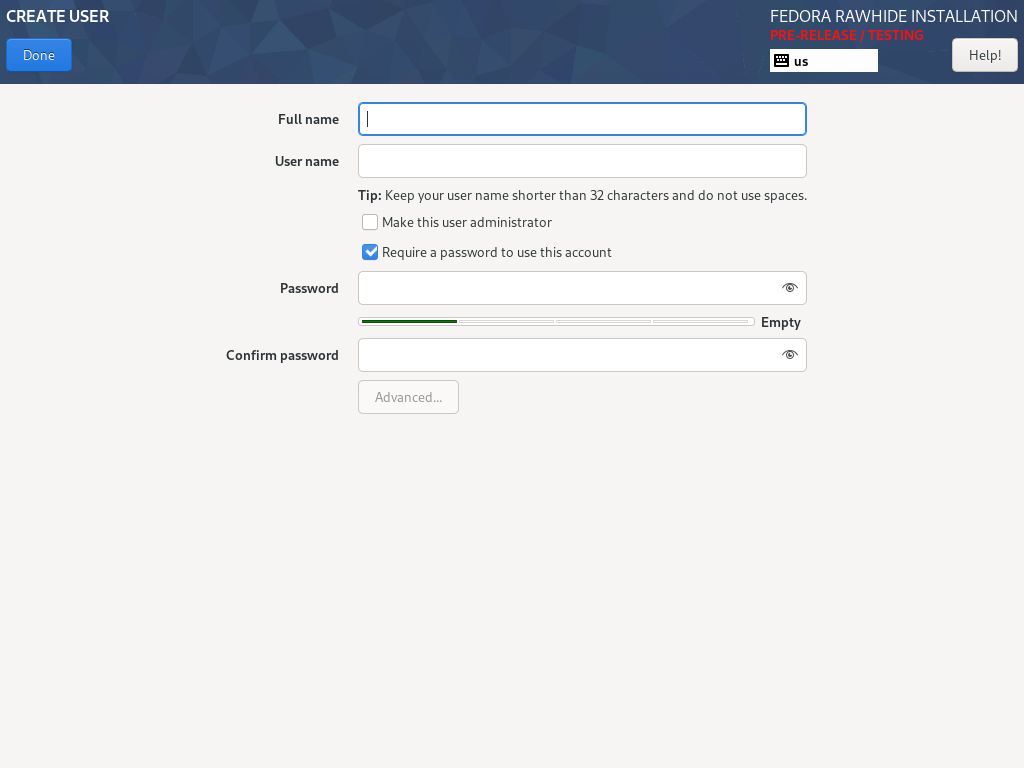 CREATE USER
FEDORA RAWHIDE INSTALLATION
PRE-RELEASE / TESTING
Done
us
Help!
Full name
User name
Tip: Keep your user name shorter than 32 characters and do not use spaces.
Make this user administrator
Require a password to use this account
Password
Empty
Confirm password
Advanced...